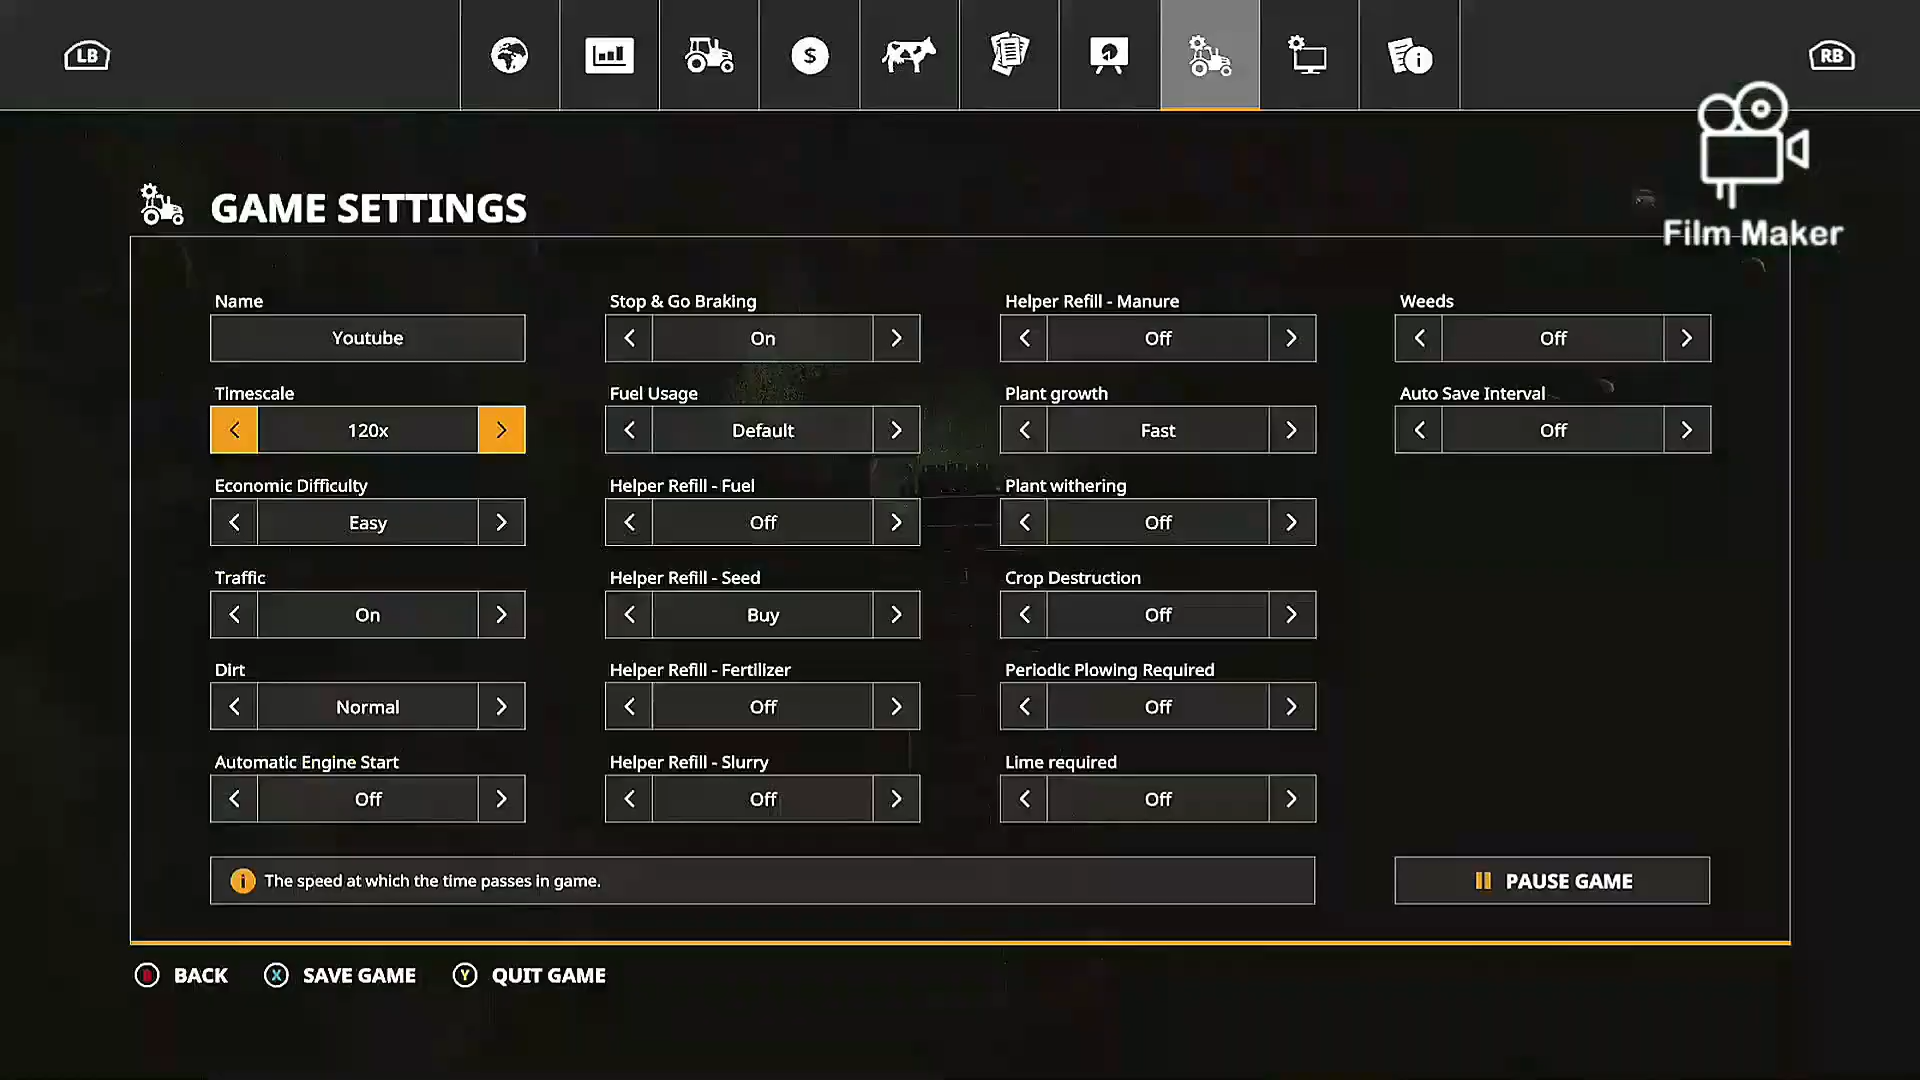 LB
$
RB
Film Maker
GAME SETTINGS
Name
Youtube
Timescale
120x
Economic Difficulty
Easy
Traffic
On
Dirt
Normal
Automatic Engine Start
Off
Stop & Go Braking
On
Fuel Usage
Default
Helper Refill - Fuel
Off
Helper Refill - Seed
Buy
Helper Refill - Fertilizer
Off
Helper Refill - Slurry
Off
Helper Refill - Manure
Off
Plant growth
Fast
Plant withering
Off
Crop Destruction
Off
Periodic Plowing Required
Off
Lime required
Off
Weeds
Off
Auto Save Interval
Off
The speed at which the time passes in game.
PAUSE GAME
B BACK X SAVE GAME Y QUIT GAME